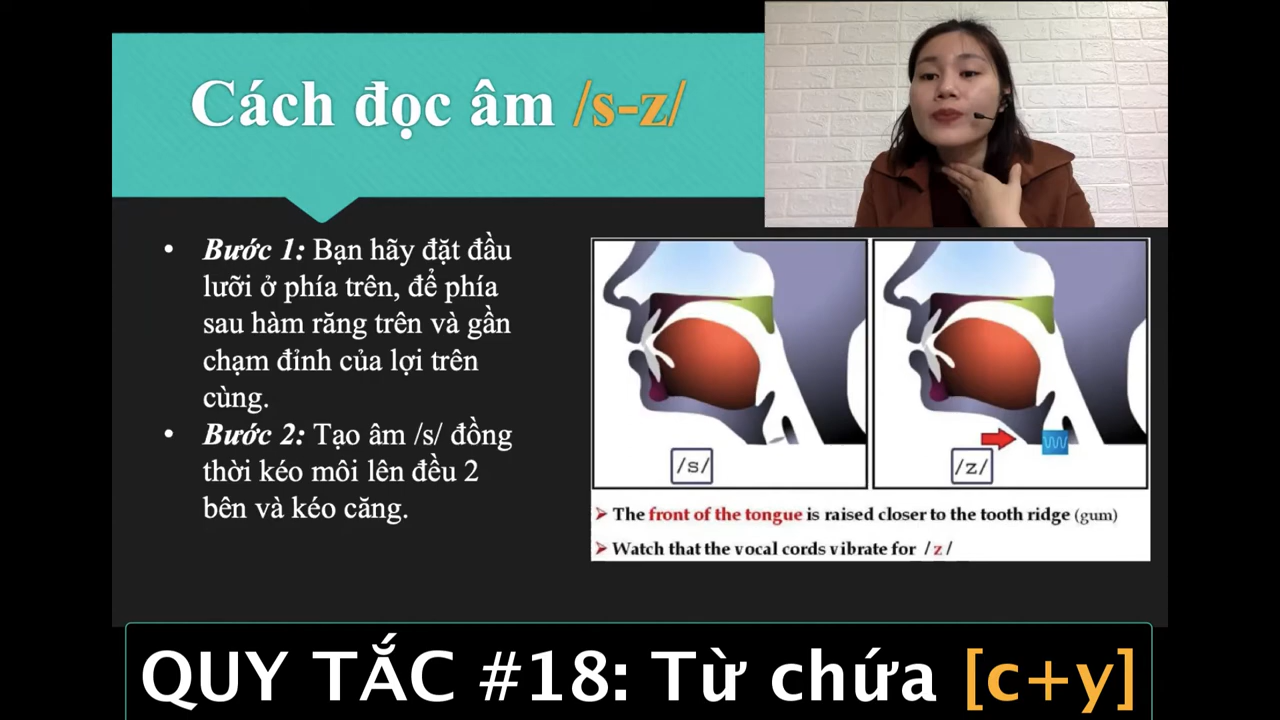 Cách đọc âm /s-z/
• Bước 1: Bạn hãy đặt đầu
lưỡi ở phía trên, để phía
sau hàm răng trên và gần
chạm đỉnh của lợi trên
cùng.
• Bước 2: Tạo âm /s/ đồng
thời kéo môi lên đều 2
bên và kéo căng.
/s/
/z/
➤ The front of the tongue is raised closer to the tooth ridge (gum)
➤ Watch that the vocal cords vibrate for /z/
QUY TẮC #18: Từ chứa [c+y]